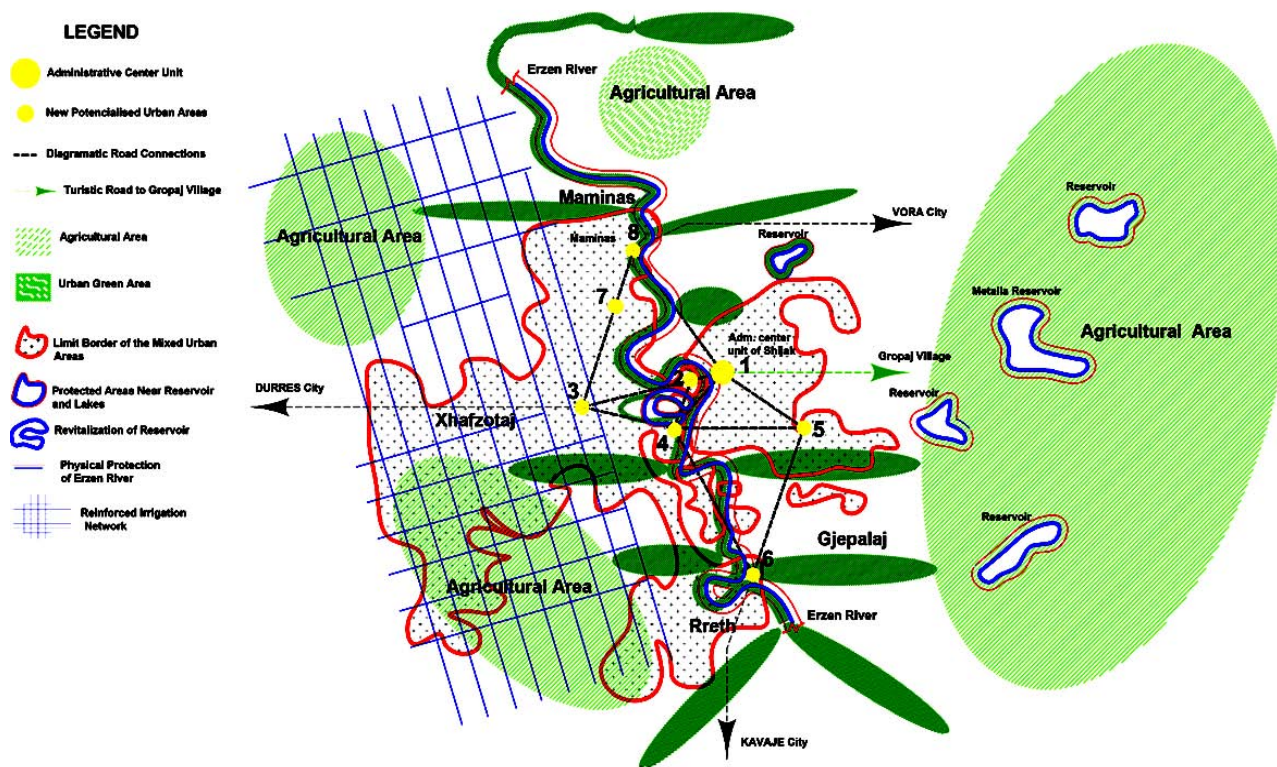 LEGEND
Administrative Center Unit
New Potencialised Urban Areas
Diagramatic Road Connections
Turistic Road to Gropaj Village
Agricultural Area
Urban Green Area
Limit Border of the Mixed Urban
Areas
Protected Areas Near Reservoir
and Lakes
Revitalization of Reservoir
Physical Protection
of Erzen River
Reinforced Irrigation
Network
Erzen River
Agricultural Area
Maminas
Agricultural Area
8
Maminas
VORA City
Reservoir
Reservoir
7
Metalla Reservoir
Agricultural Area
Adm. center
unit of Shijak
1
Gropaj Village
2
DURRES City
3
Xhafzotaj
Reservoir
4
5
Reservoir
Gjepalaj
6
Agricultural Area
Rreth
Erzen River
KAVAJE City